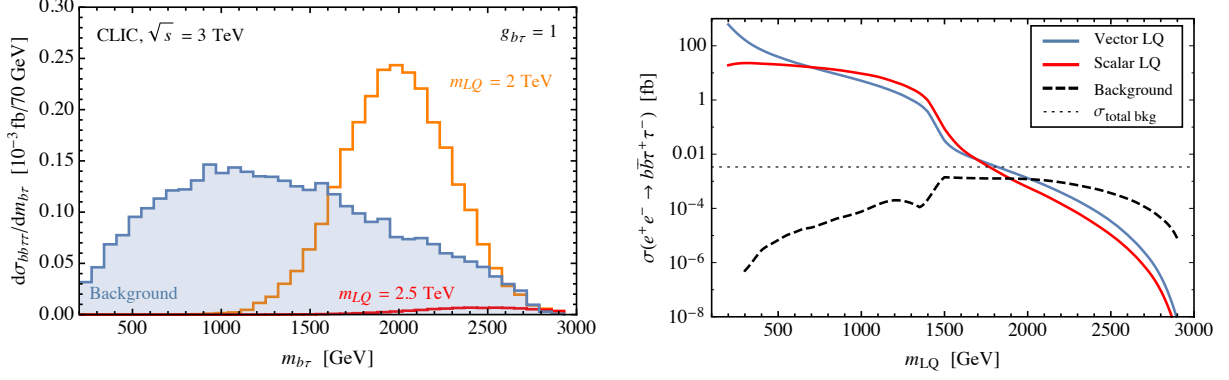 CLIC, √s = 3 TeV
g_{bτ} = 1
m_{LQ} = 2 TeV
Background
m_{LQ} = 2.5 TeV
dσ_{bbττ}/dm_{bτ} [10^{-3} fb/70 GeV]
0.30
0.25
0.20
0.15
0.10
0.05
0.00
500 1000 1500 2000 2500 3000
m_{bτ} [GeV]
Vector LQ
Scalar LQ
Background
σ_{total bkg}
σ(e^+ e^- → b b̅ τ^+ τ^-) [fb]
100
1
0.01
10^{-4}
10^{-6}
10^{-8}
500 1000 1500 2000 2500 3000
m_{LQ} [GeV]